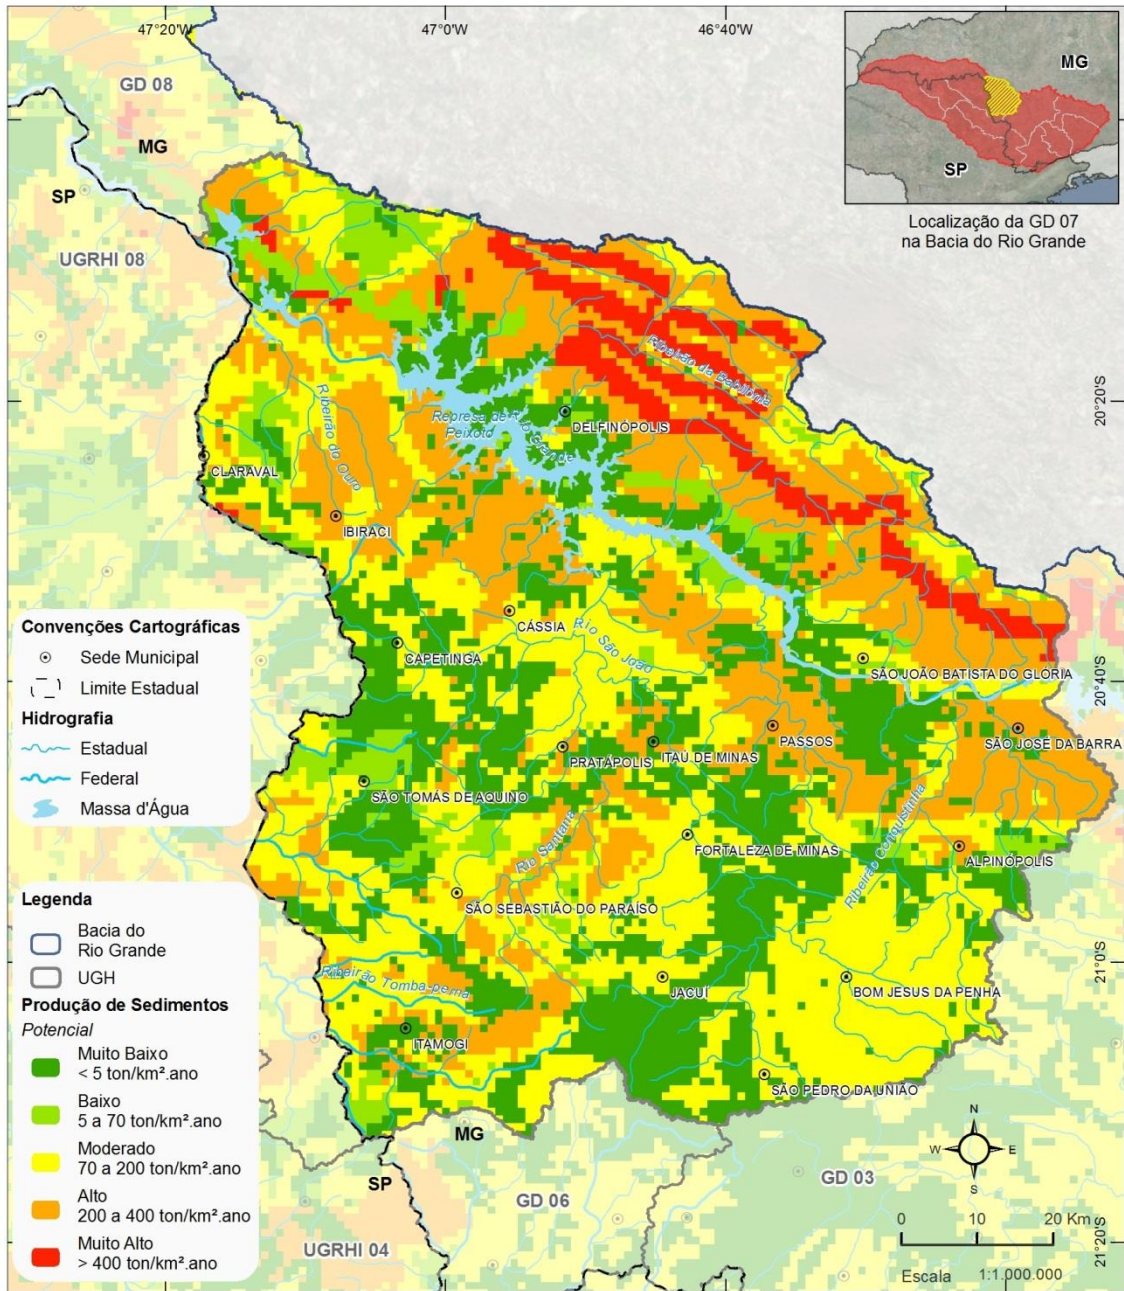 47°20'W
47°0'W
46°40'W
GD 08
MG
SP
UGRHI 08
MG
SP
Localização da GD 07
na Bacia do Rio Grande
20°20'S
20°40'S
21°0'S
21°20'S
Ribeirão da Babilônia
Represa de
Peixoto
Rio Grande
DELFINÓPOLIS
Ribeirão do Ouro
CLARAVAL
IBIRACI
CÁSSIA
Rio São João
CAPETINGA
SÃO JOÃO BATISTA DO GLÓRIA
PASSOS
SÃO JOSÉ DA BARRA
PRATÁPOLIS
ITAÚ DE MINAS
SÃO TOMÁS DE AQUINO
Ribeirão Conquistinha
FORTALEZA DE MINAS
Rio Santana
ALPINÓPOLIS
SÃO SEBASTIÃO DO PARAÍSO
Ribeirão Tomba-perna
JACUÍ
BOM JESUS DA PENHA
ITAMOGI
SÃO PEDRO DA UNIÃO
MG
SP
GD 06
GD 03
UGRHI 04
Convenções Cartográficas
Sede Municipal
Limite Estadual
Hidrografia
Estadual
Federal
Massa d'Água
Legenda
Bacia do
Rio Grande
UGH
Produção de Sedimentos
Potencial
Muito Baixo
< 5 ton/km².ano
Baixo
5 a 70 ton/km².ano
Moderado
70 a 200 ton/km².ano
Alto
200 a 400 ton/km².ano
Muito Alto
> 400 ton/km².ano
N
W E
S
0 10 20 Km
Escala 1:1.000.000